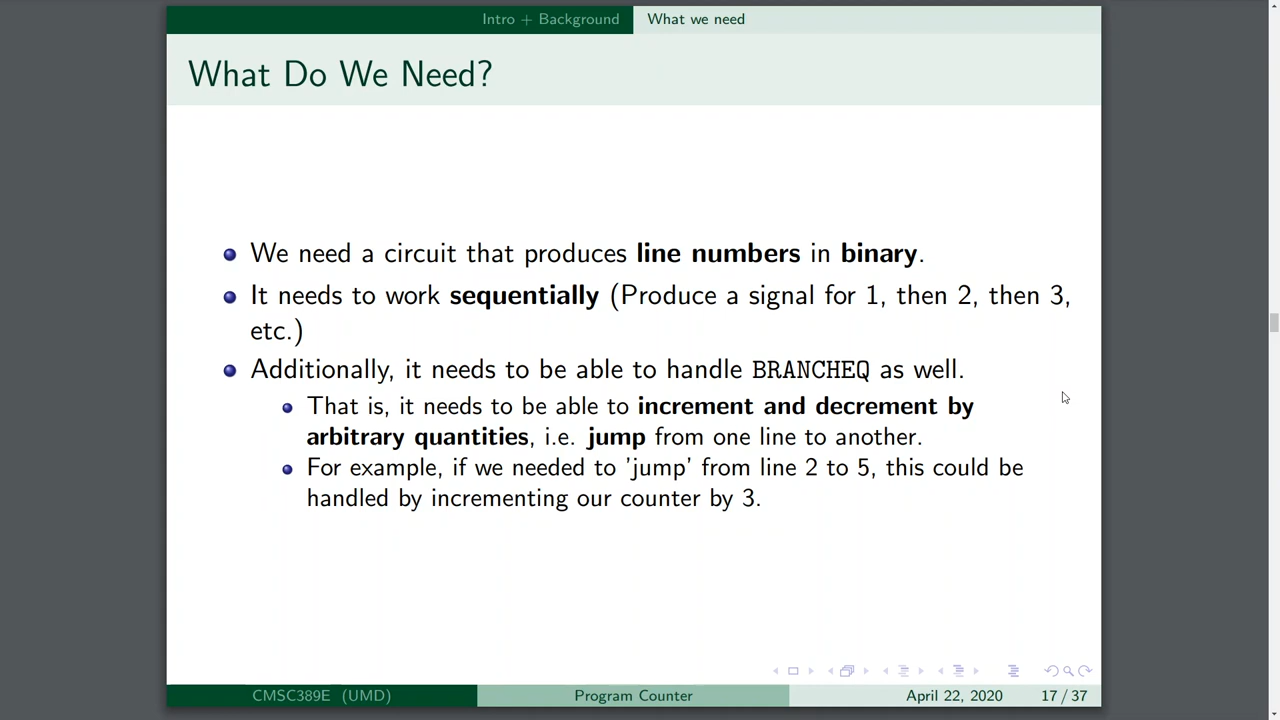 Intro + Background What we need
What Do We Need?
We need a circuit that produces line numbers in binary.
It needs to work sequentially (Produce a signal for 1, then 2, then 3,
etc.)
Additionally, it needs to be able to handle BRANCHEQ as well.
That is, it needs to be able to increment and decrement by
arbitrary quantities, i.e. jump from one line to another.
For example, if we needed to 'jump' from line 2 to 5, this could be
handled by incrementing our counter by 3.
CMSC389E (UMD) Program Counter April 22, 2020 17 / 37